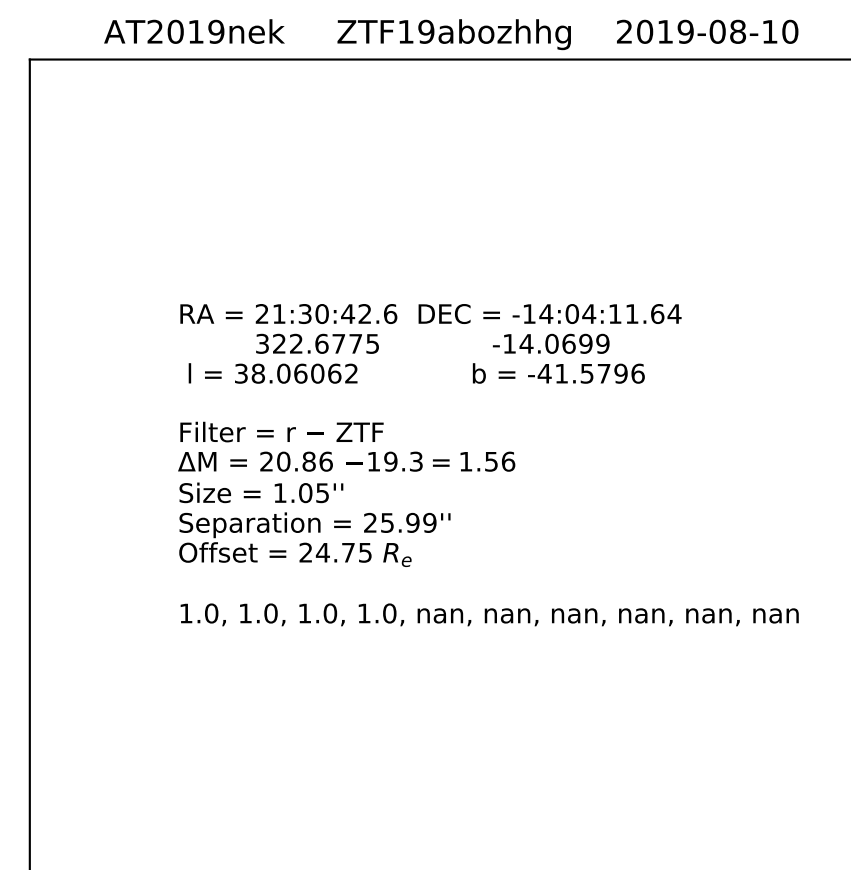 AT2019nek ZTF19abozhhg 2019-08-10
RA = 21:30:42.6 DEC = -14:04:11.64
322.6775 -14.0699
l = 38.06062 b = -41.5796
Filter = r − ZTF
ΔM = 20.86 −19.3 = 1.56
Size = 1.05''
Separation = 25.99''
Offset = 24.75 Re
1.0, 1.0, 1.0, 1.0, nan, nan, nan, nan, nan, nan